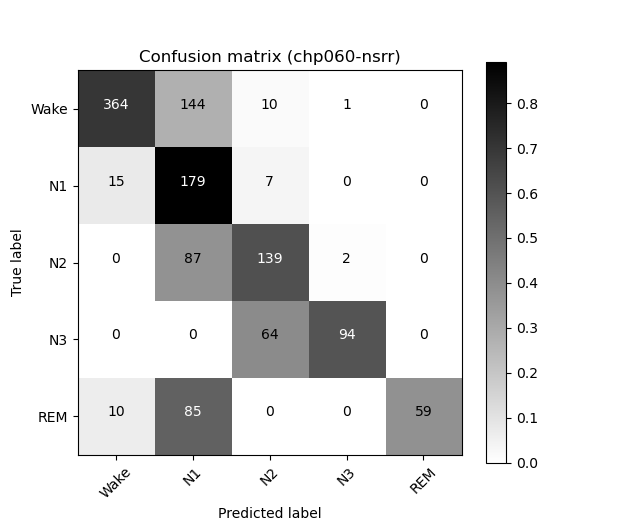 Confusion matrix (chp060-nsrr)
Wake 364 144 10 1 0
N1 15 179 7 0 0
N2 0 87 139 2 0
N3 0 0 64 94 0
REM 10 85 0 0 59
Wake N1 N2 N3 REM
True label
Predicted label
0.8
0.7
0.6
0.5
0.4
0.3
0.2
0.1
0.0